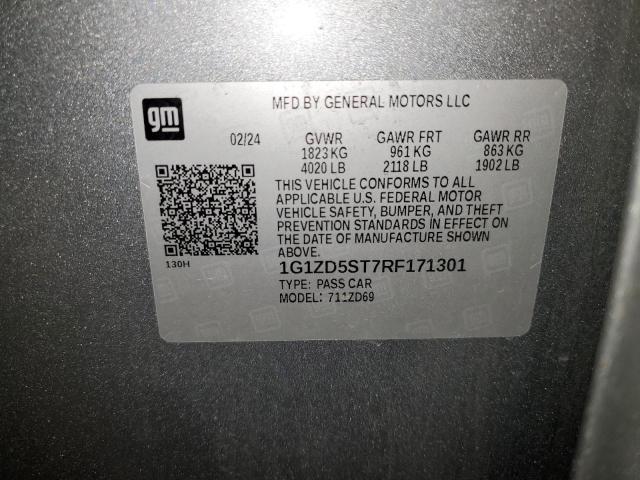 gm
MFD BY GENERAL MOTORS LLC
02/24 GVWR GAWR FRT GAWR RR
1823 KG 961 KG 863 KG
4020 LB 2118 LB 1902 LB
THIS VEHICLE CONFORMS TO ALL
APPLICABLE U.S. FEDERAL MOTOR
VEHICLE SAFETY, BUMPER, AND THEFT
PREVENTION STANDARDS IN EFFECT ON
THE DATE OF MANUFACTURE SHOWN
ABOVE.
130H
1G1ZD5ST7RF171301
TYPE: PASS CAR
MODEL: 711ZD69